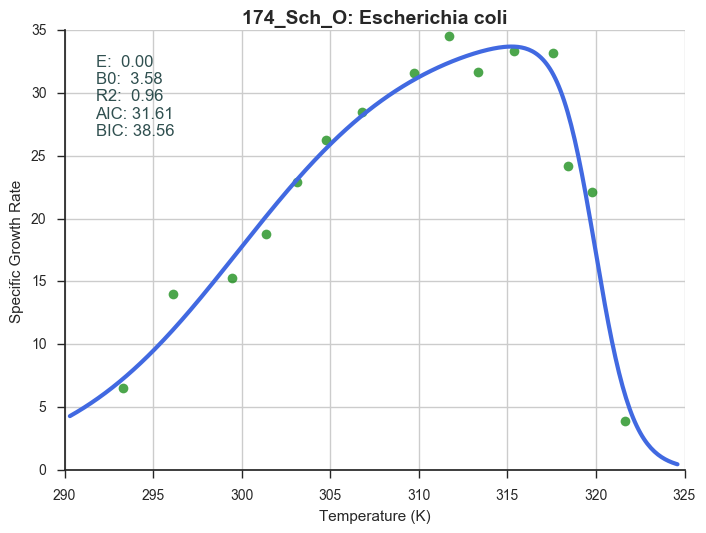 174_Sch_O: Escherichia coli
E:  0.00
B0:  3.58
R2:  0.96
AIC: 31.61
BIC: 38.56
Specific Growth Rate
35
30
25
20
15
10
5
0
290 295 300 305 310 315 320 325
Temperature (K)